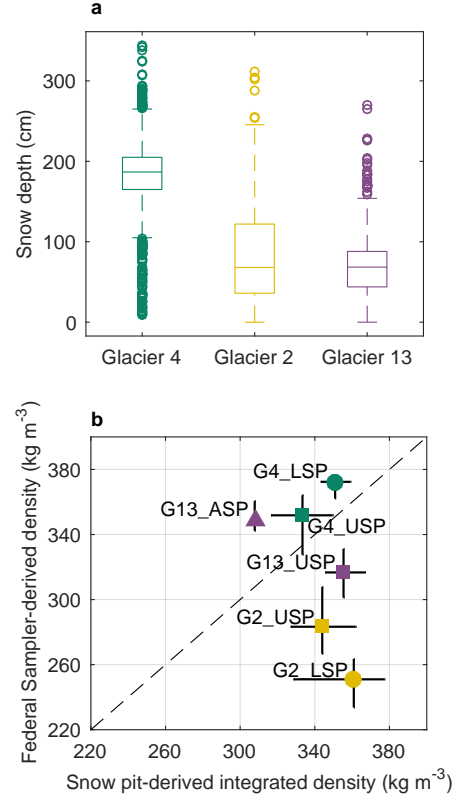 a
Snow depth (cm)
300
200
100
0
Glacier 4 Glacier 2 Glacier 13
b
Federal Sampler-derived density (kg m⁻³)
380
340
300
260
220
G4_LSP
G13_ASP
G4_USP
G13_USP
G2_USP
G2_LSP
220 260 300 340 380
Snow pit-derived integrated density (kg m⁻³)